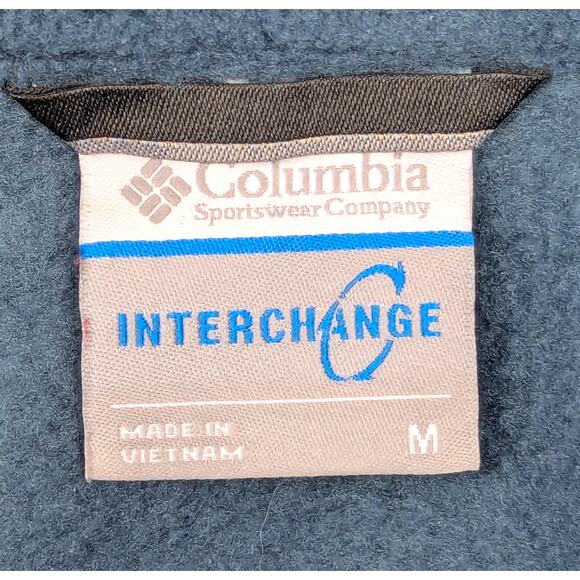 Columbia
Sportswear Company
INTERCHANGE
MADE IN
VIETNAM
M